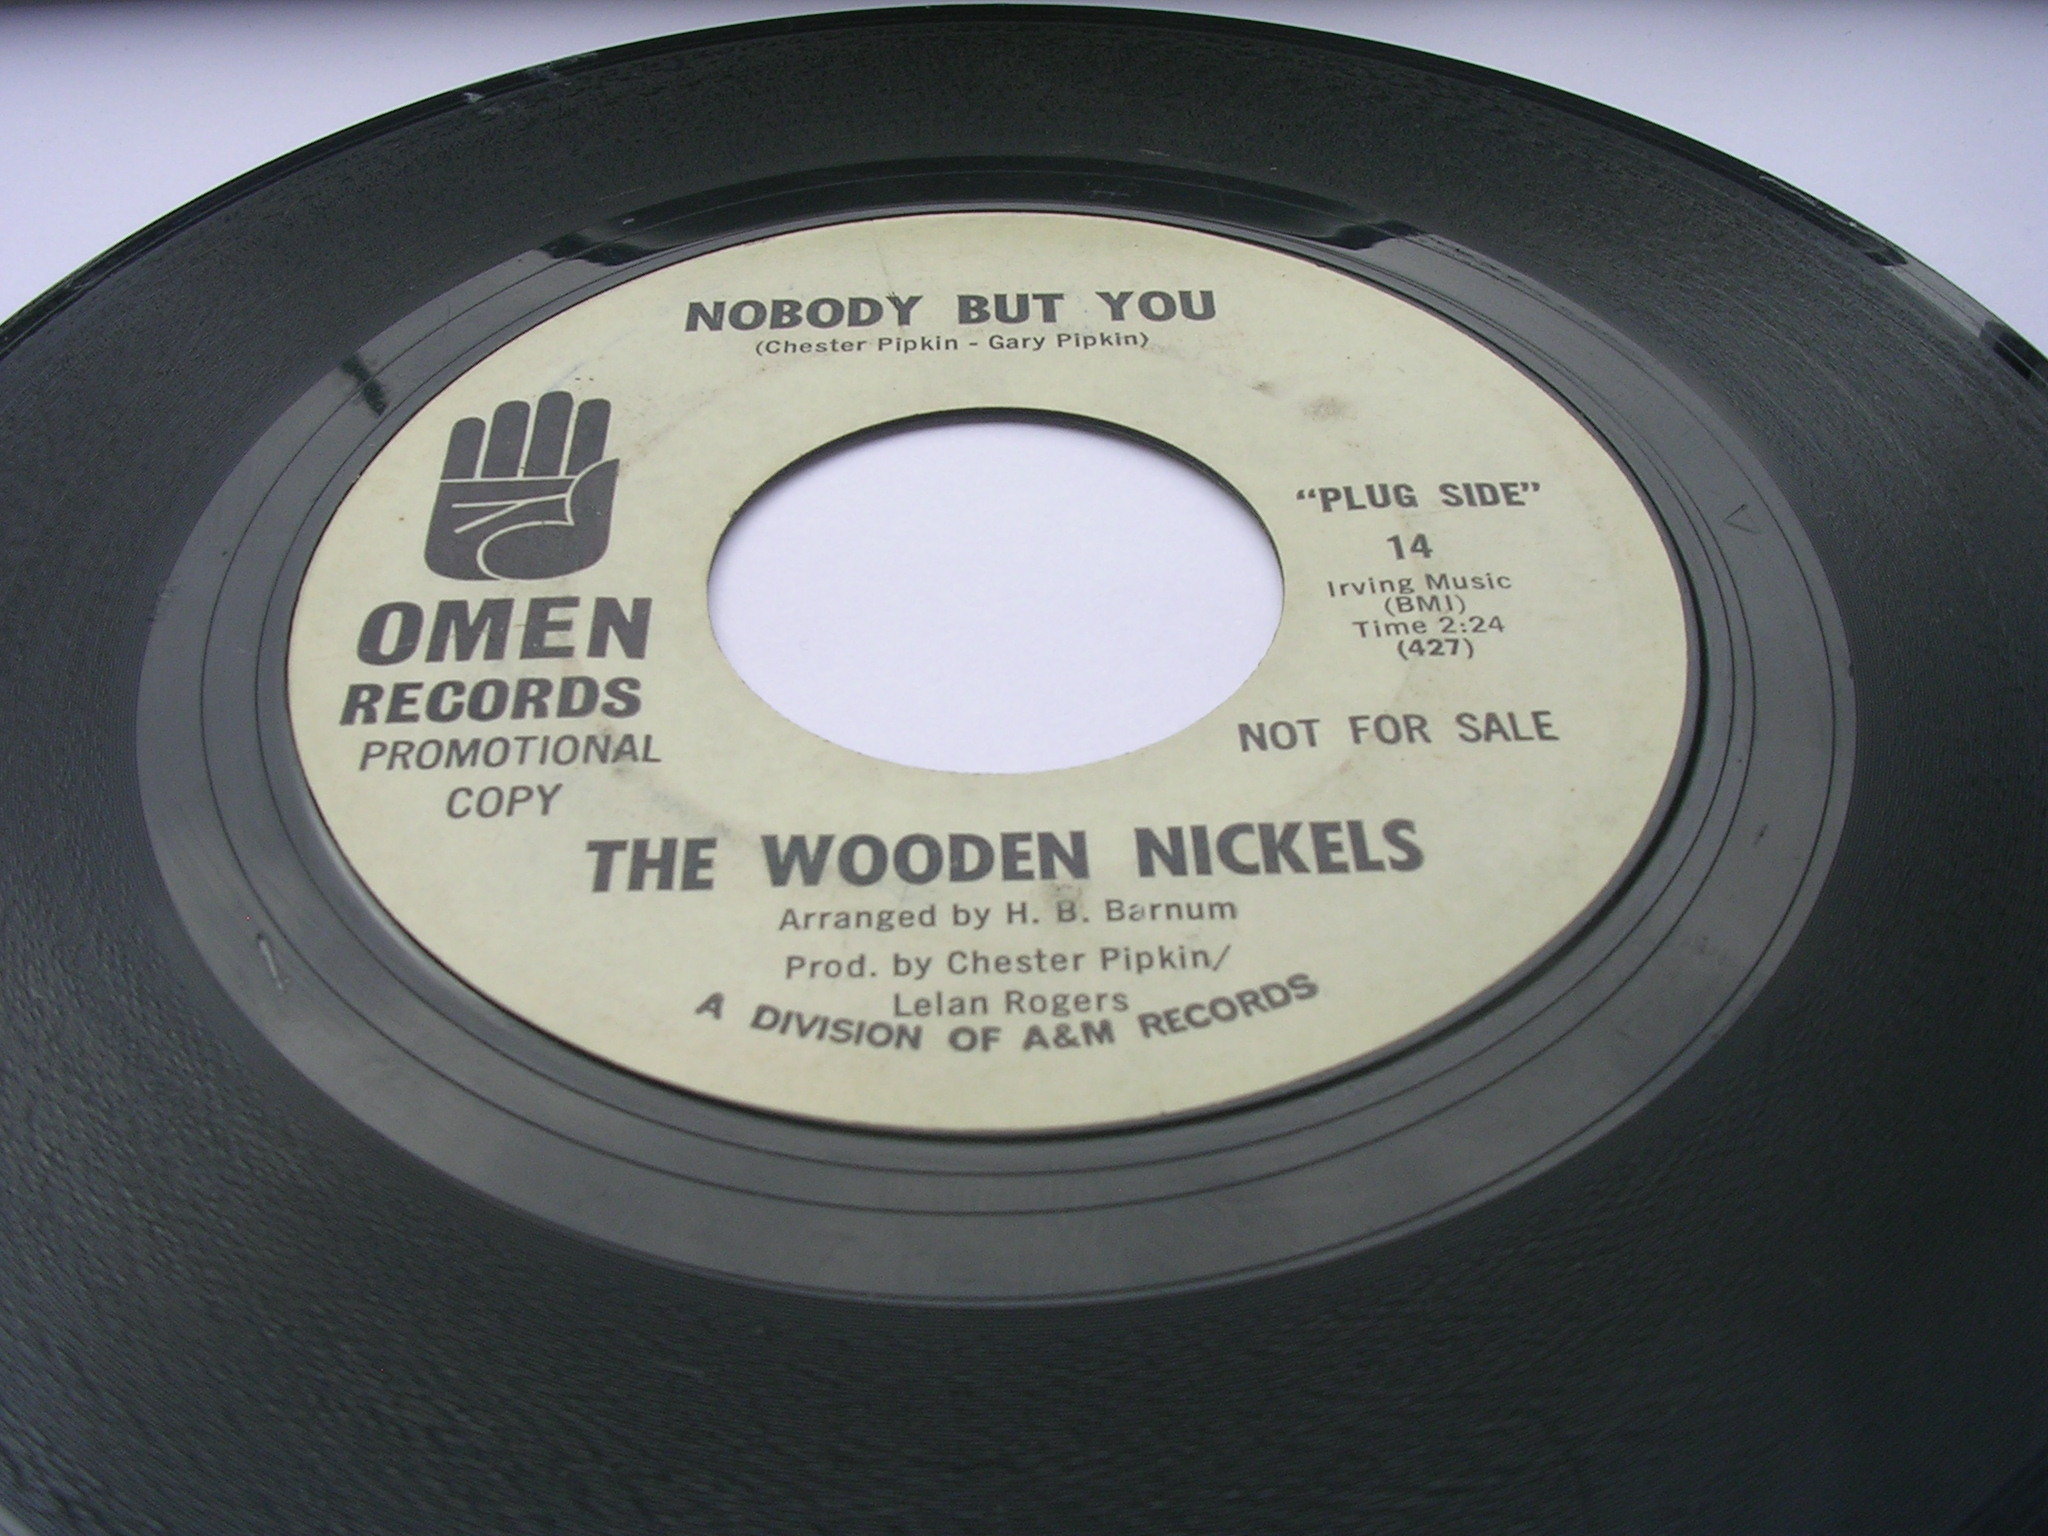 NOBODY BUT YOU
(Chester Pipkin - Gary Pipkin)
OMEN
RECORDS
PROMOTIONAL
COPY
"PLUG SIDE"
14
Irving Music
(BMI)
Time 2:24
(427)
NOT FOR SALE
THE WOODEN NICKELS
Arranged by H. B. Barnum
Prod. by Chester Pipkin/
Lelan Rogers
A DIVISION OF A&M RECORDS